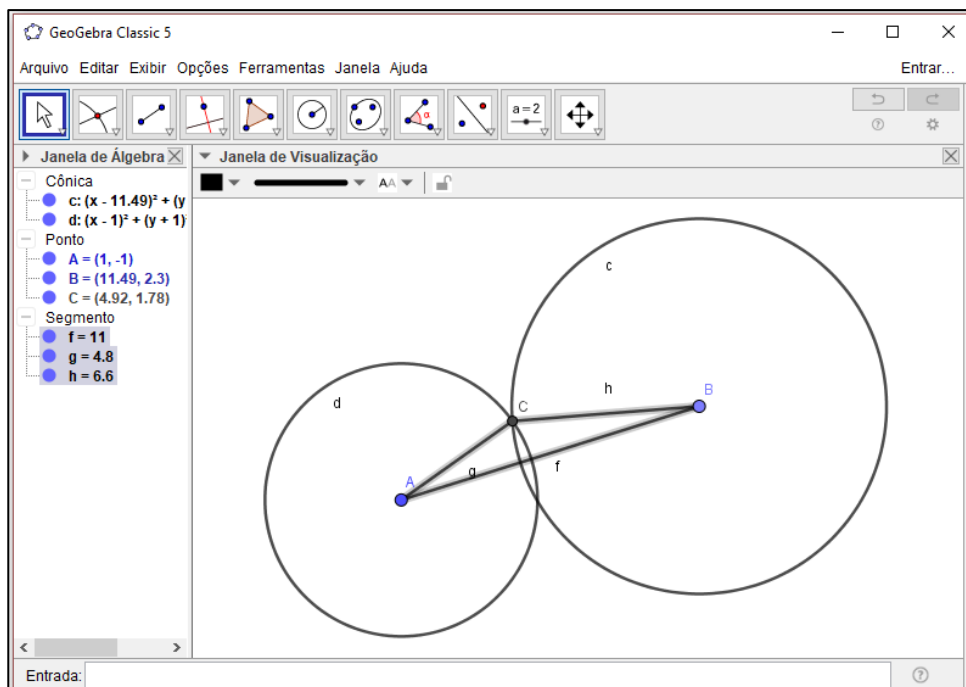 GeoGebra Classic 5
Arquivo Editar Exibir Opções Ferramentas Janela Ajuda
Entrar...
α
a = 2
Janela de Álgebra
Janela de Visualização
AA
Cônica
c: (x - 11.49)² + (y
d: (x - 1)² + (y + 1)
Ponto
A = (1, -1)
B = (11.49, 2.3)
C = (4.92, 1.78)
Segmento
f = 11
g = 4.8
h = 6.6
c
d
h
B
C
f
g
A
Entrada: